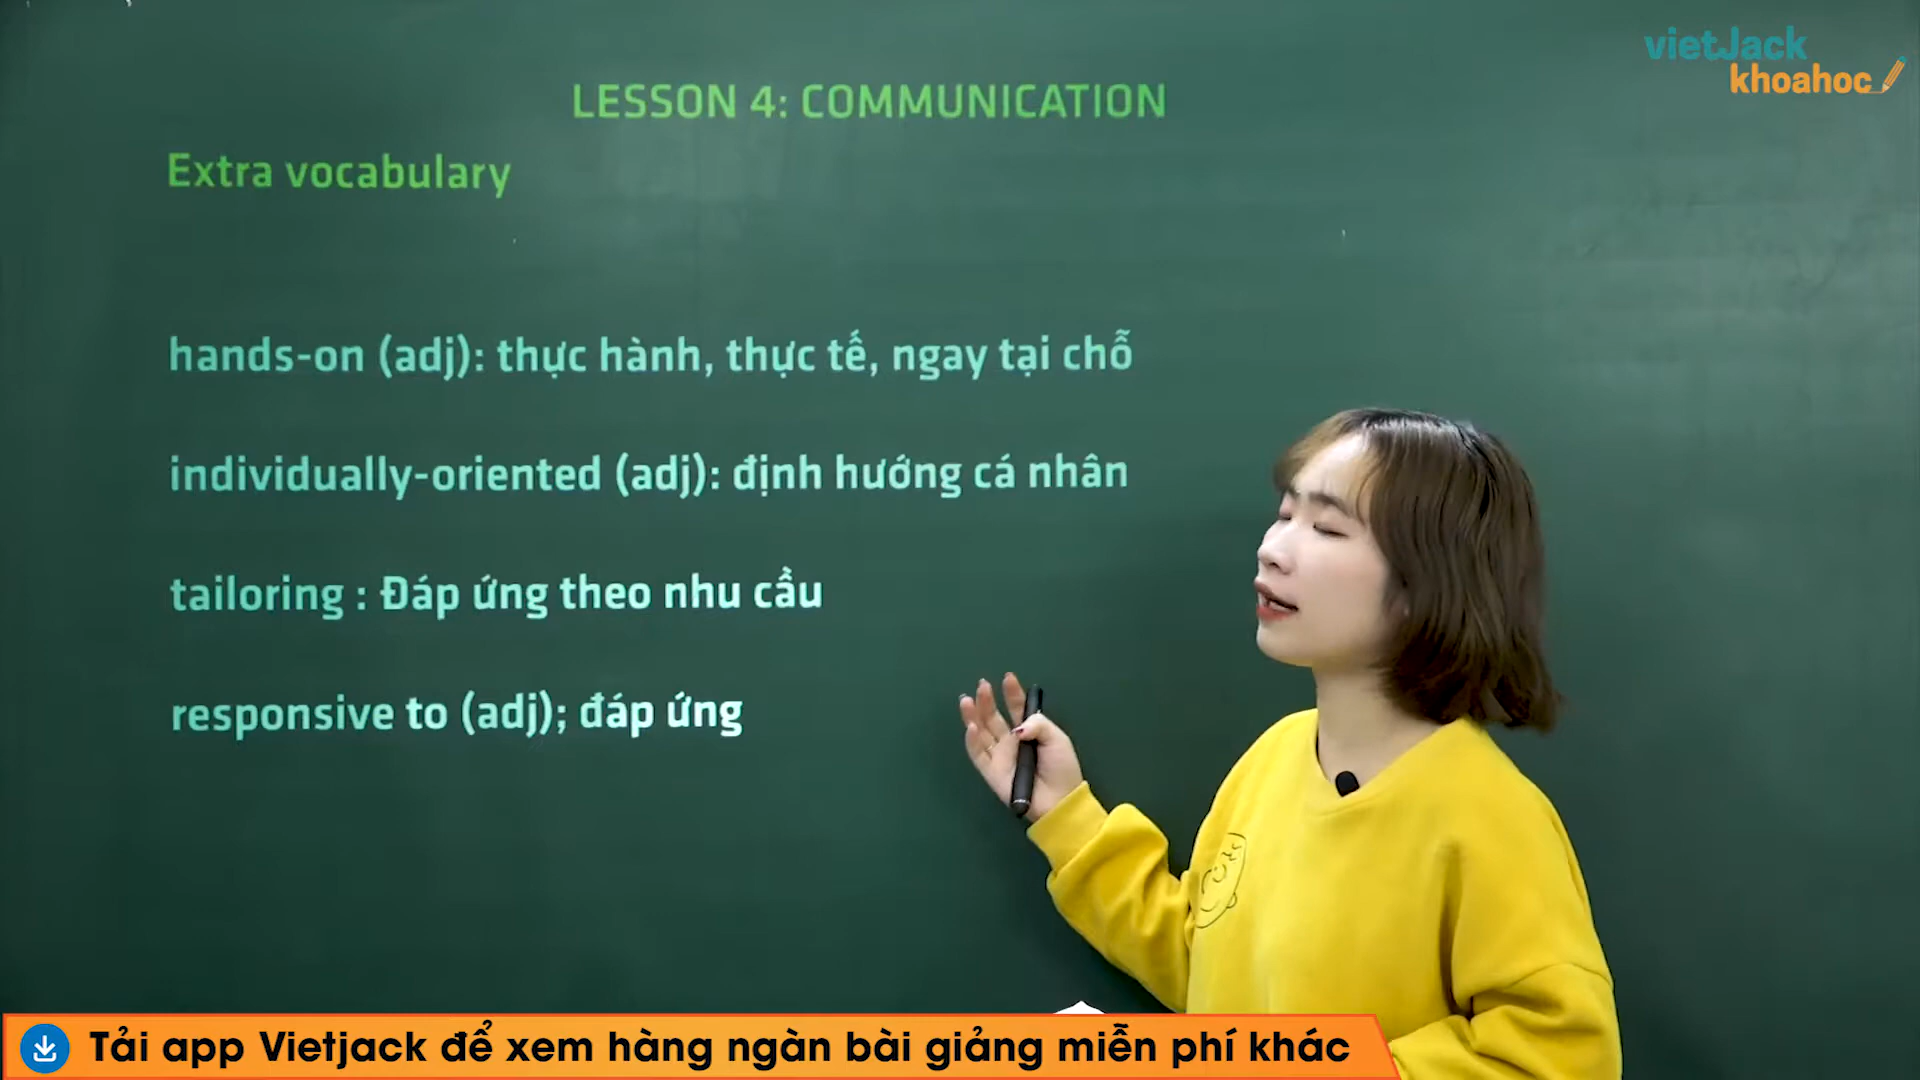 vietJack
khoahoc
LESSON 4: COMMUNICATION
Extra vocabulary
hands-on (adj): thực hành, thực tế, ngay tại chỗ
individually-oriented (adj): định hướng cá nhân
tailoring : Đáp ứng theo nhu cầu
responsive to (adj); đáp ứng
Tải app Vietjack để xem hàng ngàn bài giảng miễn phí khác